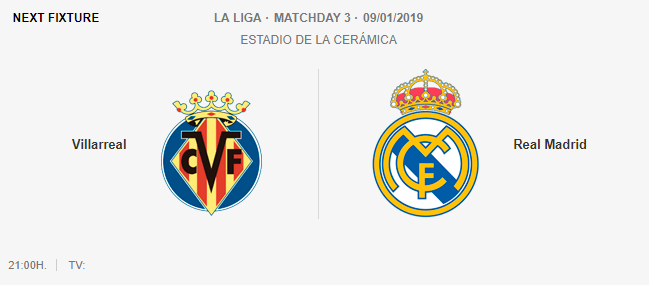 NEXT FIXTURE
LA LIGA · MATCHDAY 3 · 09/01/2019
ESTADIO DE LA CERÁMICA
Villarreal
CVF
MCF
Real Madrid
21:00H.
TV: